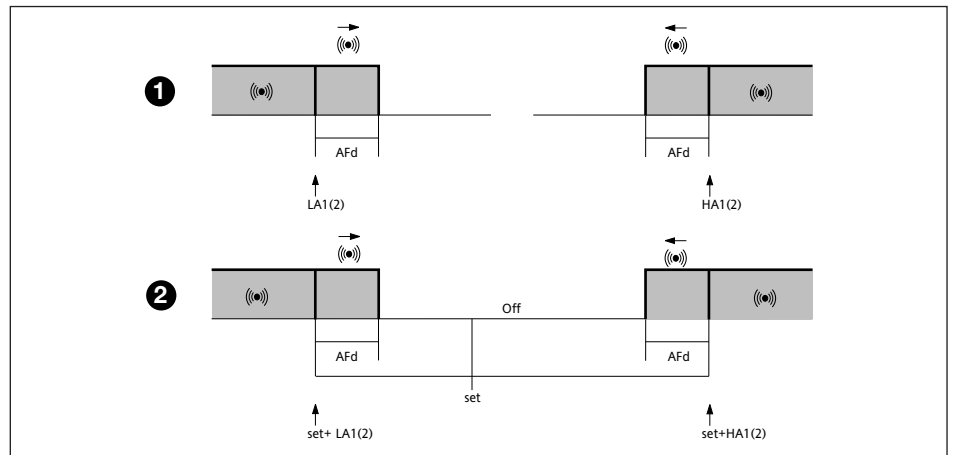 1
AFd
AFd
LA1(2)
HA1(2)
2
Off
AFd
AFd
set
set+ LA1(2)
set+HA1(2)